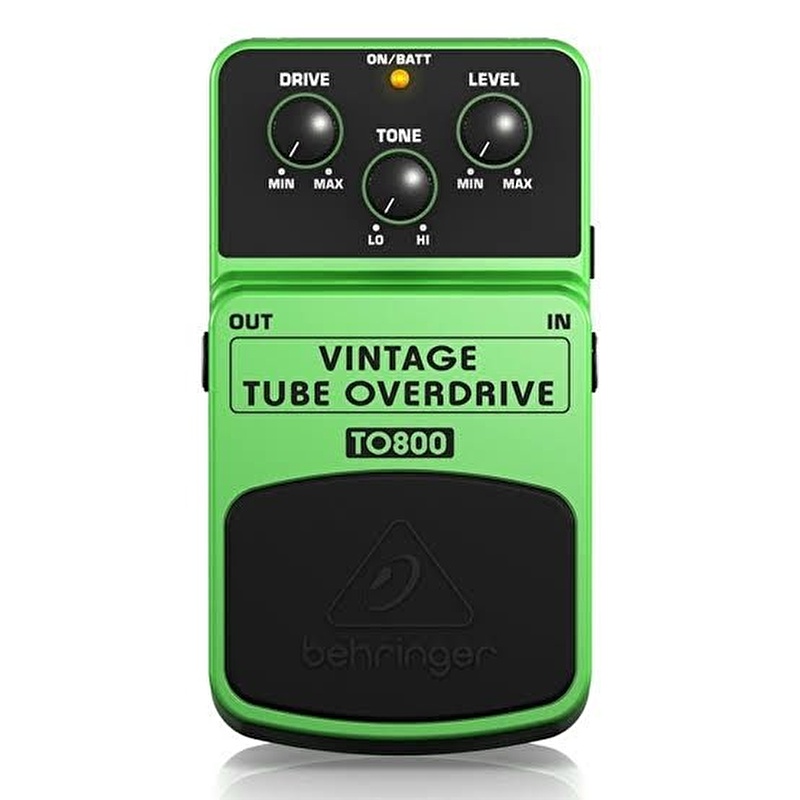 ON/BATT
DRIVE
LEVEL
TONE
MIN MAX
MIN MAX
LO HI
OUT
IN
VINTAGE
TUBE OVERDRIVE
TO800
behringer